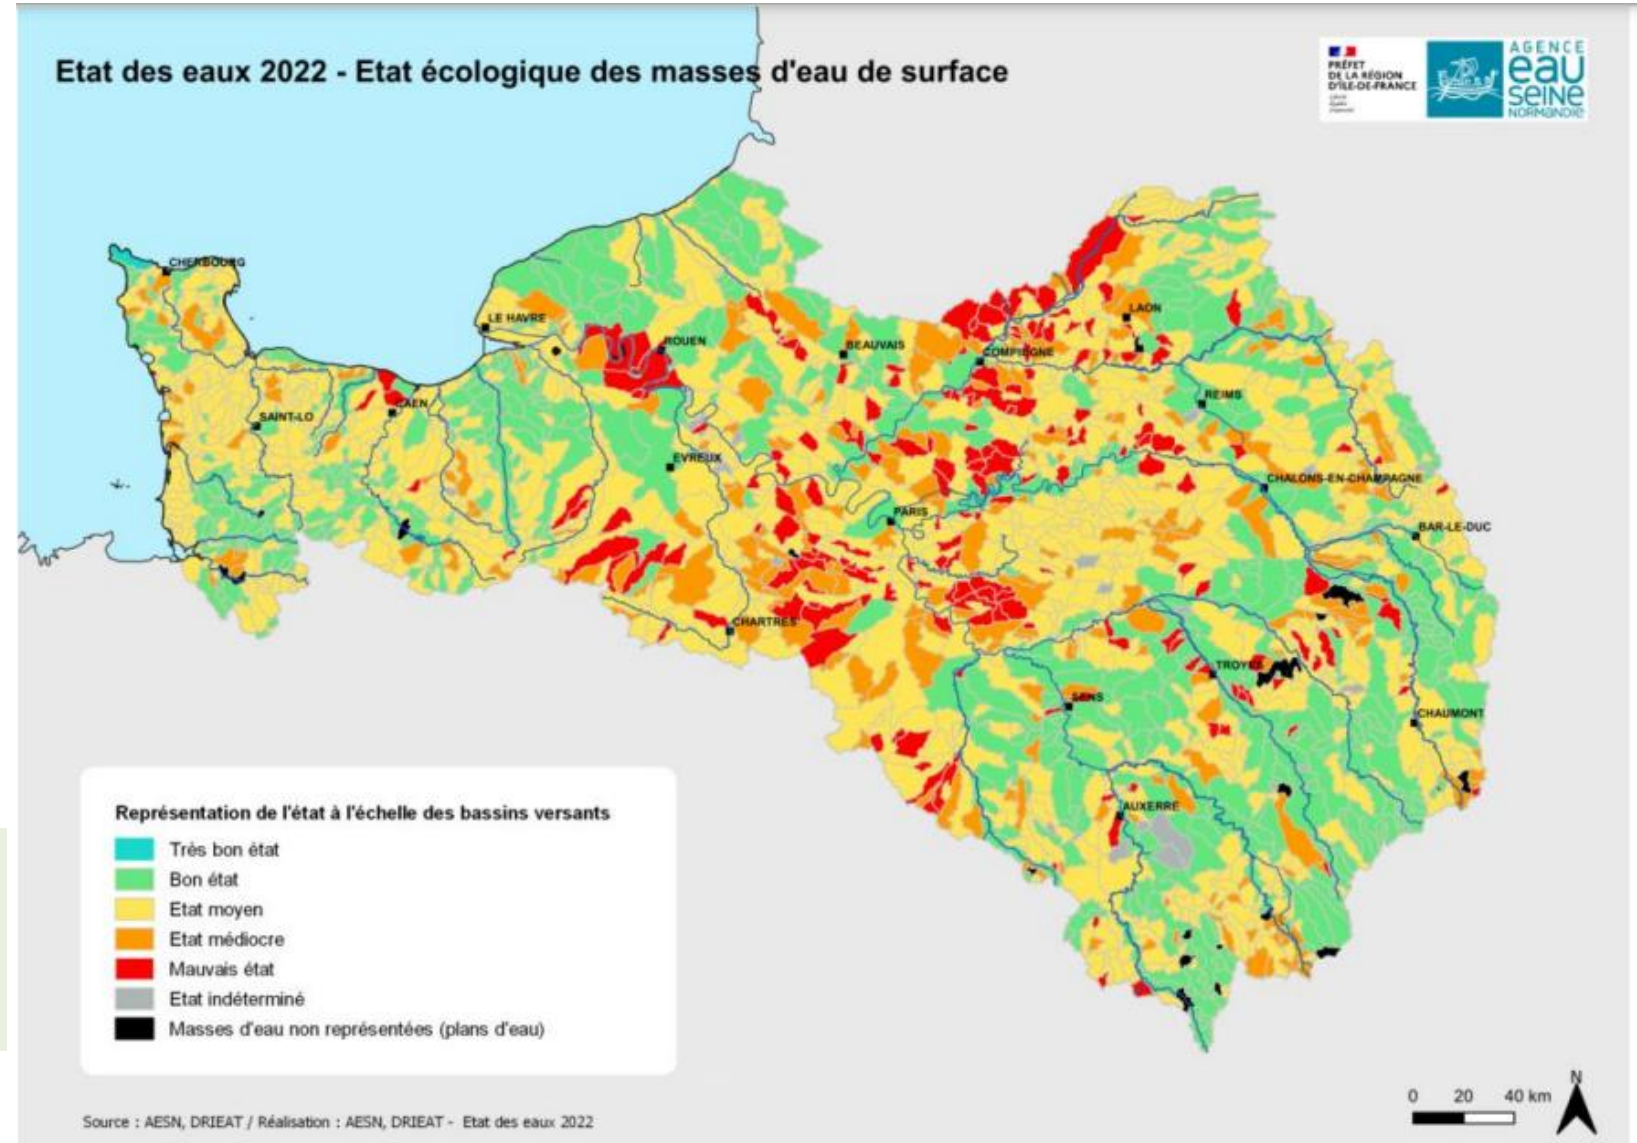 Etat des eaux 2022 - Etat écologique des masses d'eau de surface
PRÉFET
DE LA RÉGION
D'ÎLE-DE-FRANCE
AGENCE
eau
SEINE
NORMANDIE
CHERBOURG
LE HAVRE
ROUEN
BEAUVAIS
COMPIEGNE
LAON
REIMS
SAINT-LO
CAEN
EVREUX
CHALONS-EN-CHAMPAGNE
PARIS
BAR-LE-DUC
CHARTRES
TROYES
SENS
CHAUMONT
AUXERRE
Représentation de l'état à l'échelle des bassins versants
Très bon état
Bon état
Etat moyen
Etat médiocre
Mauvais état
Etat indéterminé
Masses d'eau non représentées (plans d'eau)
N
0 20 40 km
Source : AESN, DRIEAT / Réalisation : AESN, DRIEAT - Etat des eaux 2022